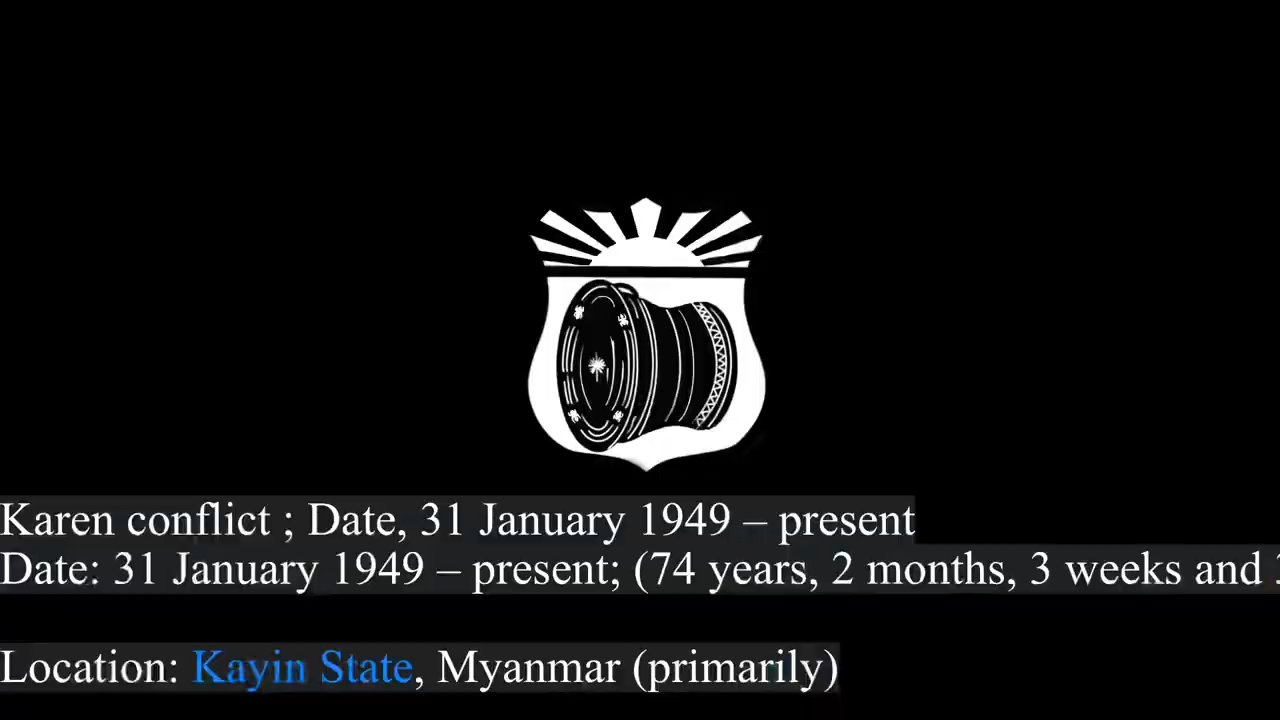 Karen conflict ; Date, 31 January 1949 – present
Date: 31 January 1949 – present; (74 years, 2 months, 3 weeks and
Location: Kayin State, Myanmar (primarily)